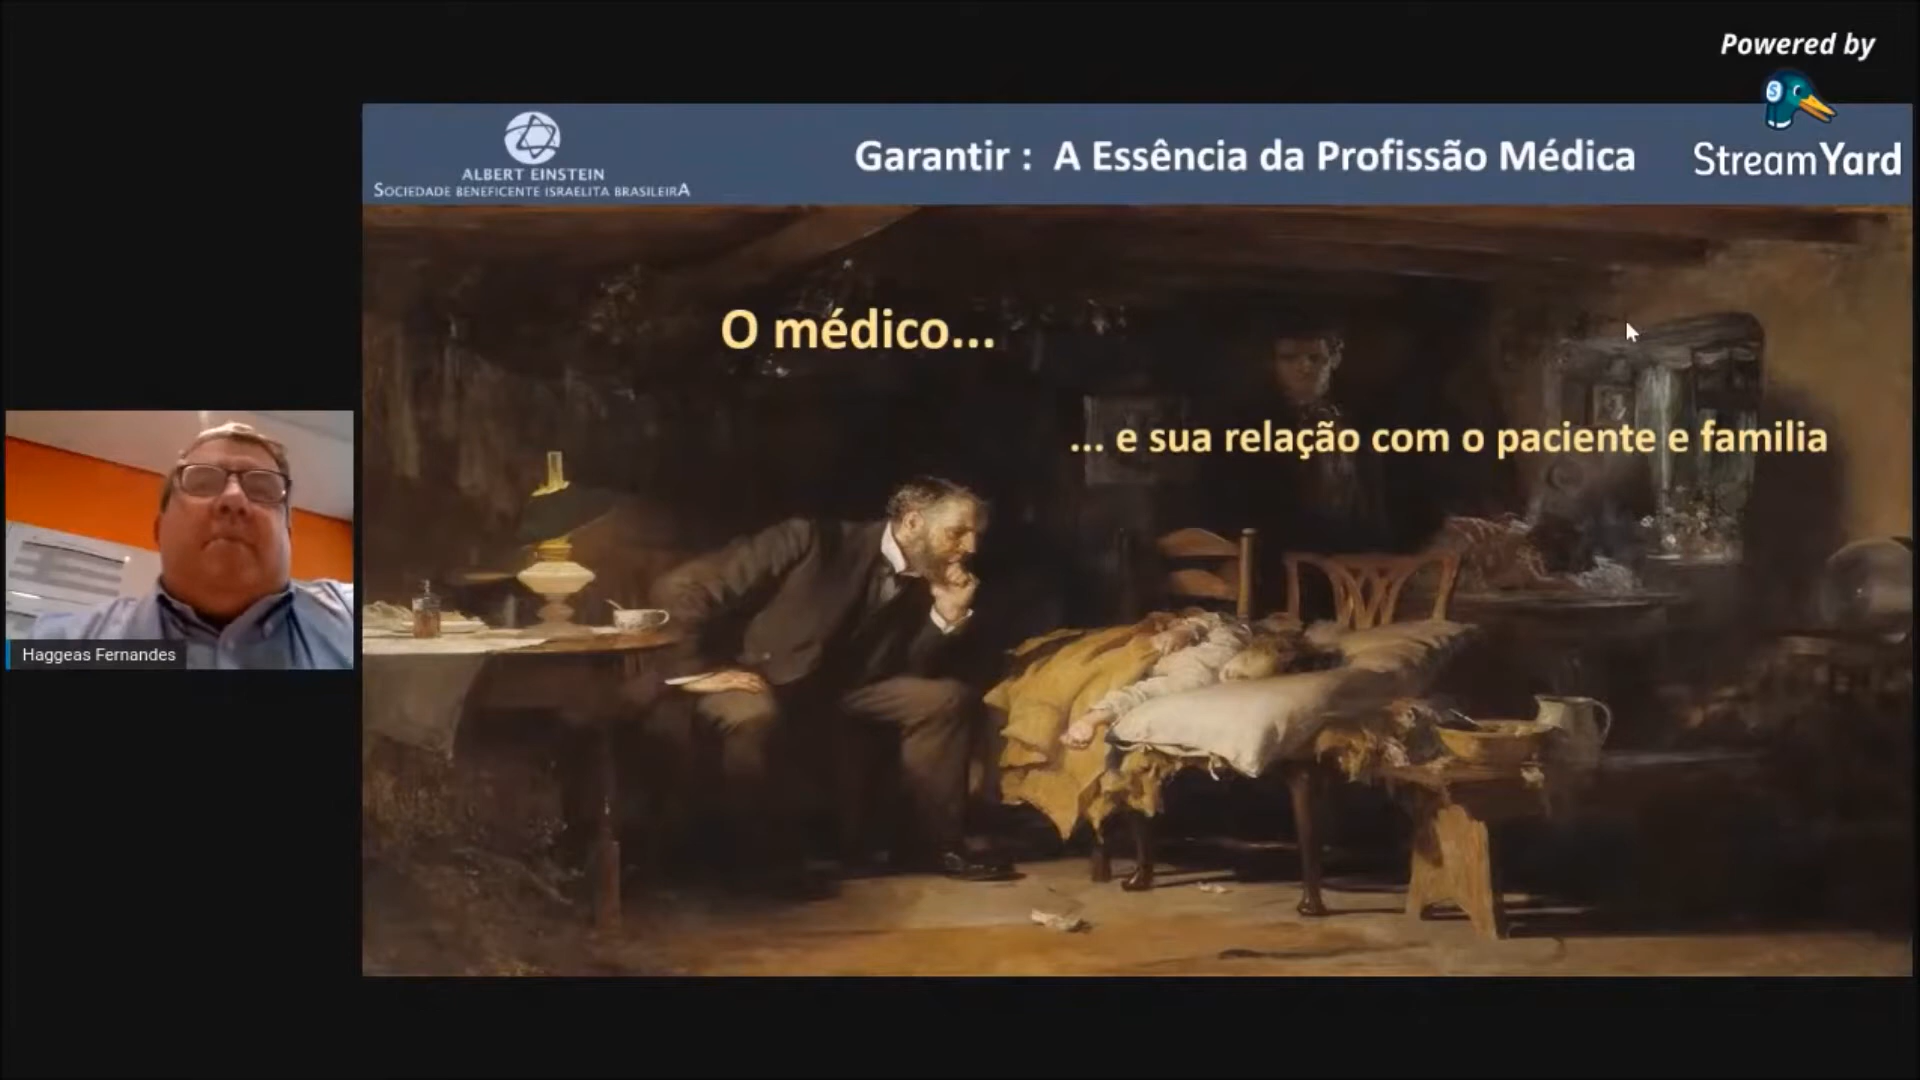 Powered by
StreamYard
ALBERT EINSTEIN
SOCIEDADE BENEFICENTE ISRAELITA BRASILEIRA
Garantir : A Essência da Profissão Médica
O médico...
... e sua relação com o paciente e familia
Haggeas Fernandes